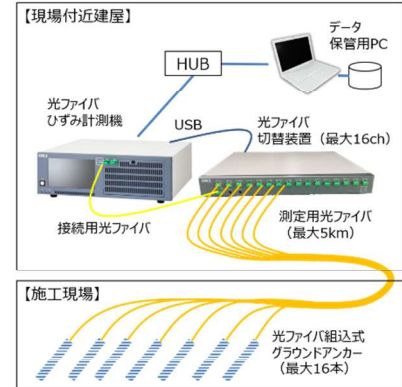 【現場付近建屋】
データ
保管用PC
HUB
光ファイバ
ひずみ計測機
USB
光ファイバ
切替装置（最大16ch）
接続用光ファイバ
測定用光ファイバ
（最大5km）
【施工現場】
光ファイバ組込式
グラウンドアンカー
（最大16本）